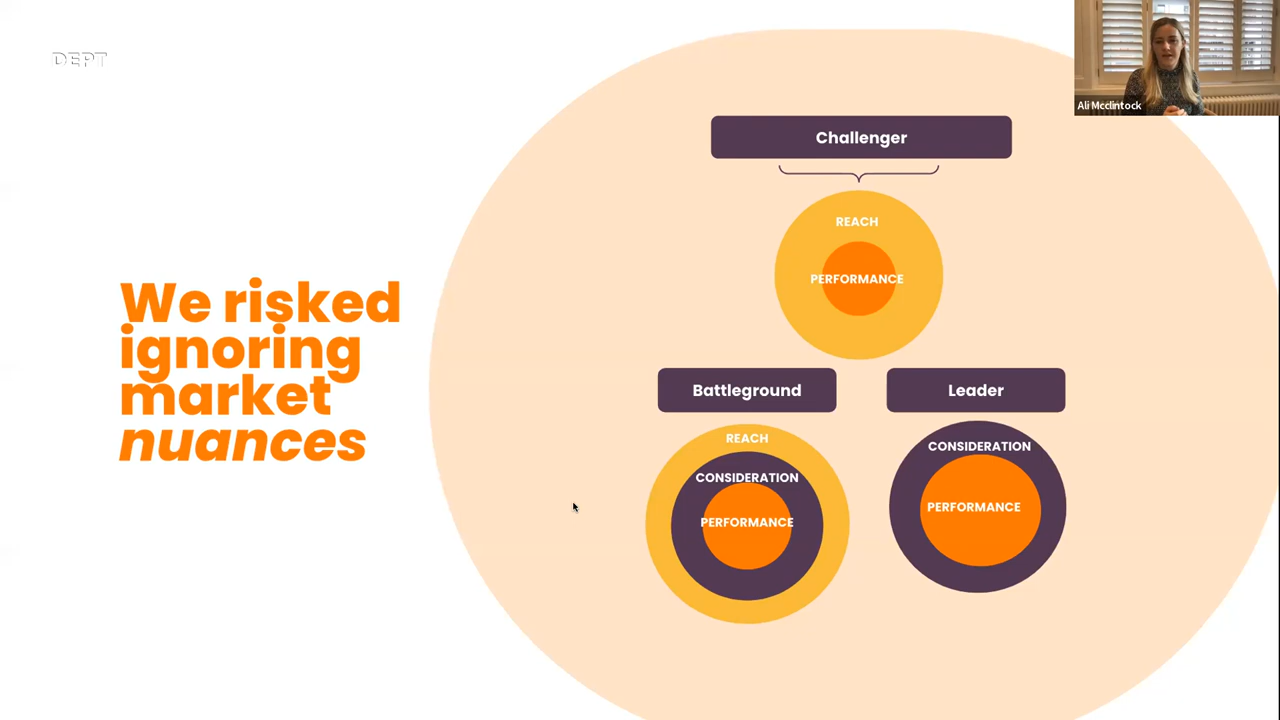 DEPT
Ali Mcclintock
We risked
ignoring
market
nuances
Challenger
REACH
PERFORMANCE
Battleground
REACH
CONSIDERATION
PERFORMANCE
Leader
CONSIDERATION
PERFORMANCE